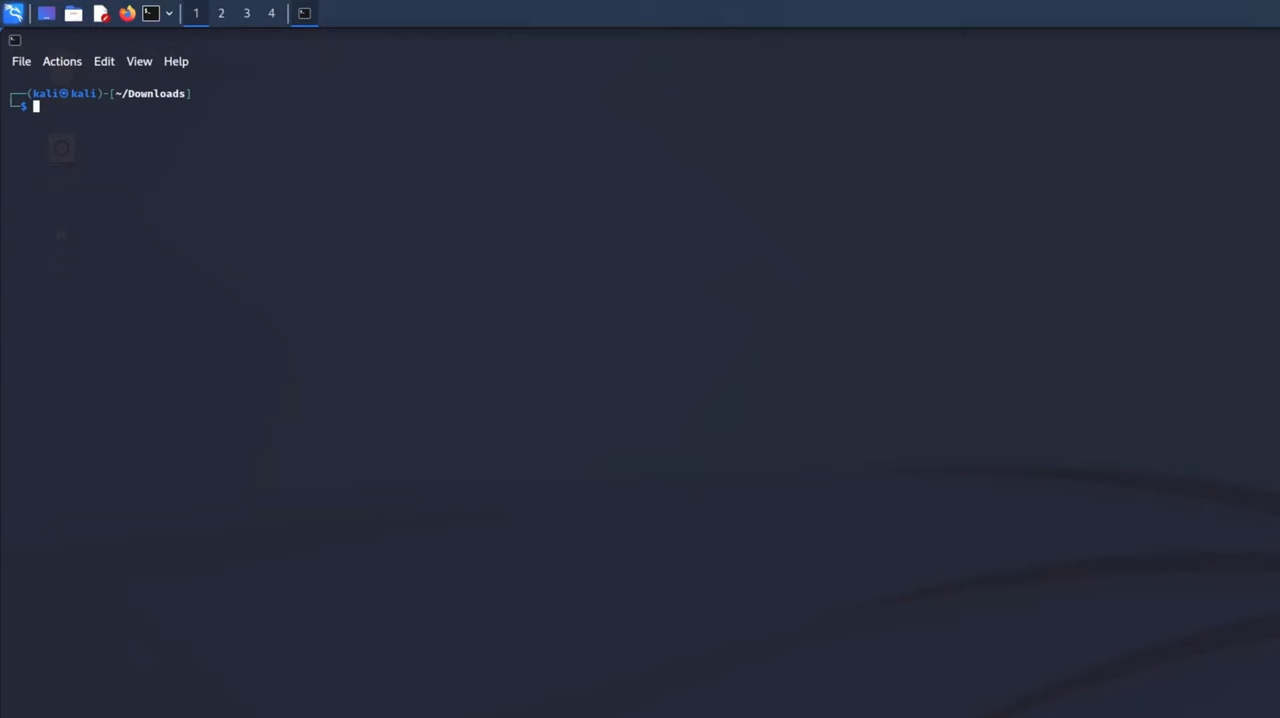 1 2 3 4
File Actions Edit View Help
┌──(kali㉿kali)-[~/Downloads]
└─$